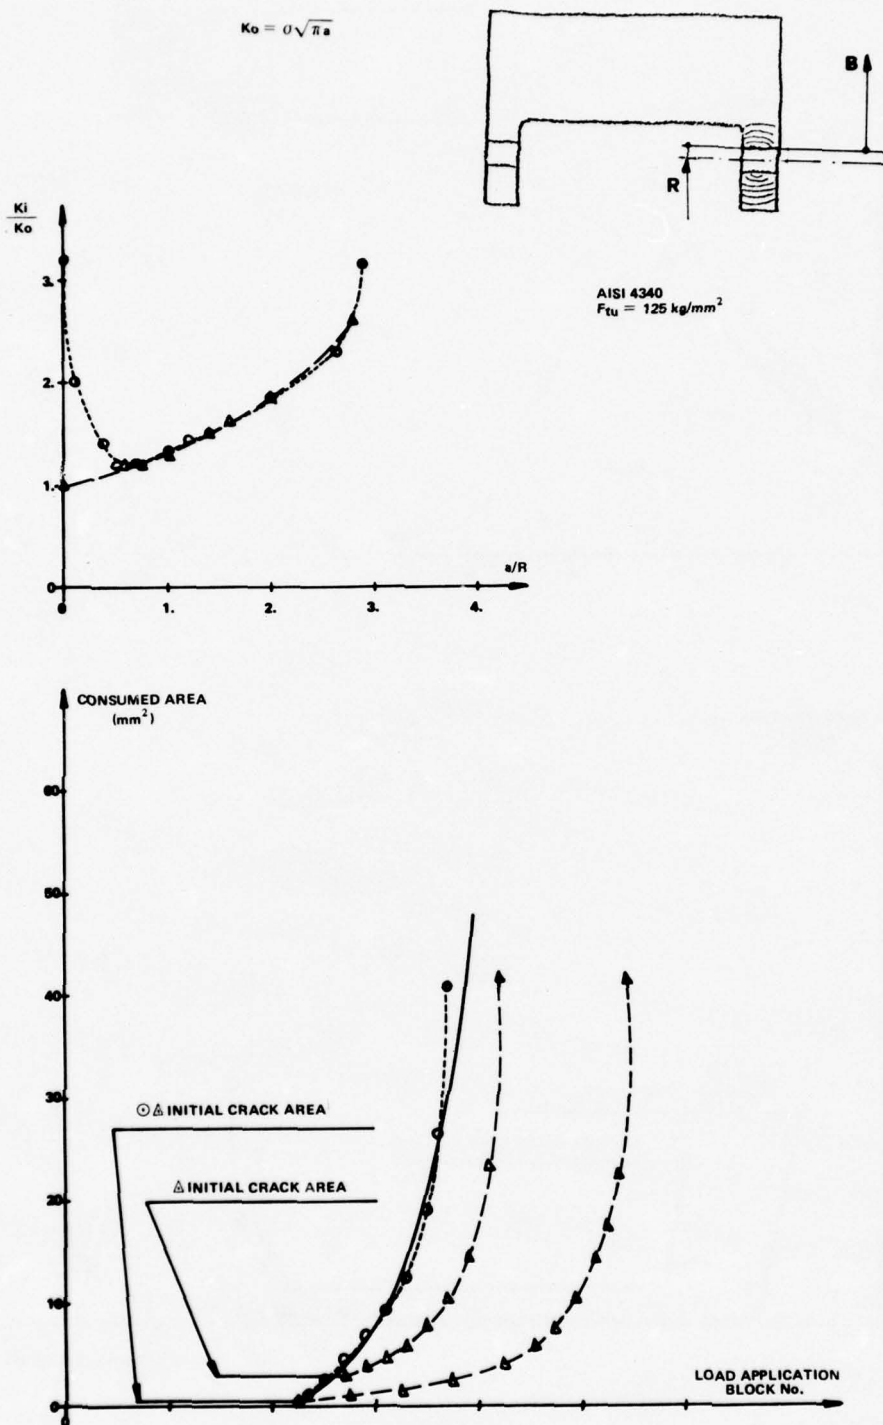 Ko = σ√πa
B
R
AISI 4340
Ftu = 125 kg/mm²
Ki
Ko
3.
2.
1.
0
0
1.
2.
3.
4.
a/R
CONSUMED AREA
(mm²)
60
50
40
30
20
10
0
0
⊙◬ INITIAL CRACK AREA
◬ INITIAL CRACK AREA
LOAD APPLICATION
BLOCK No.